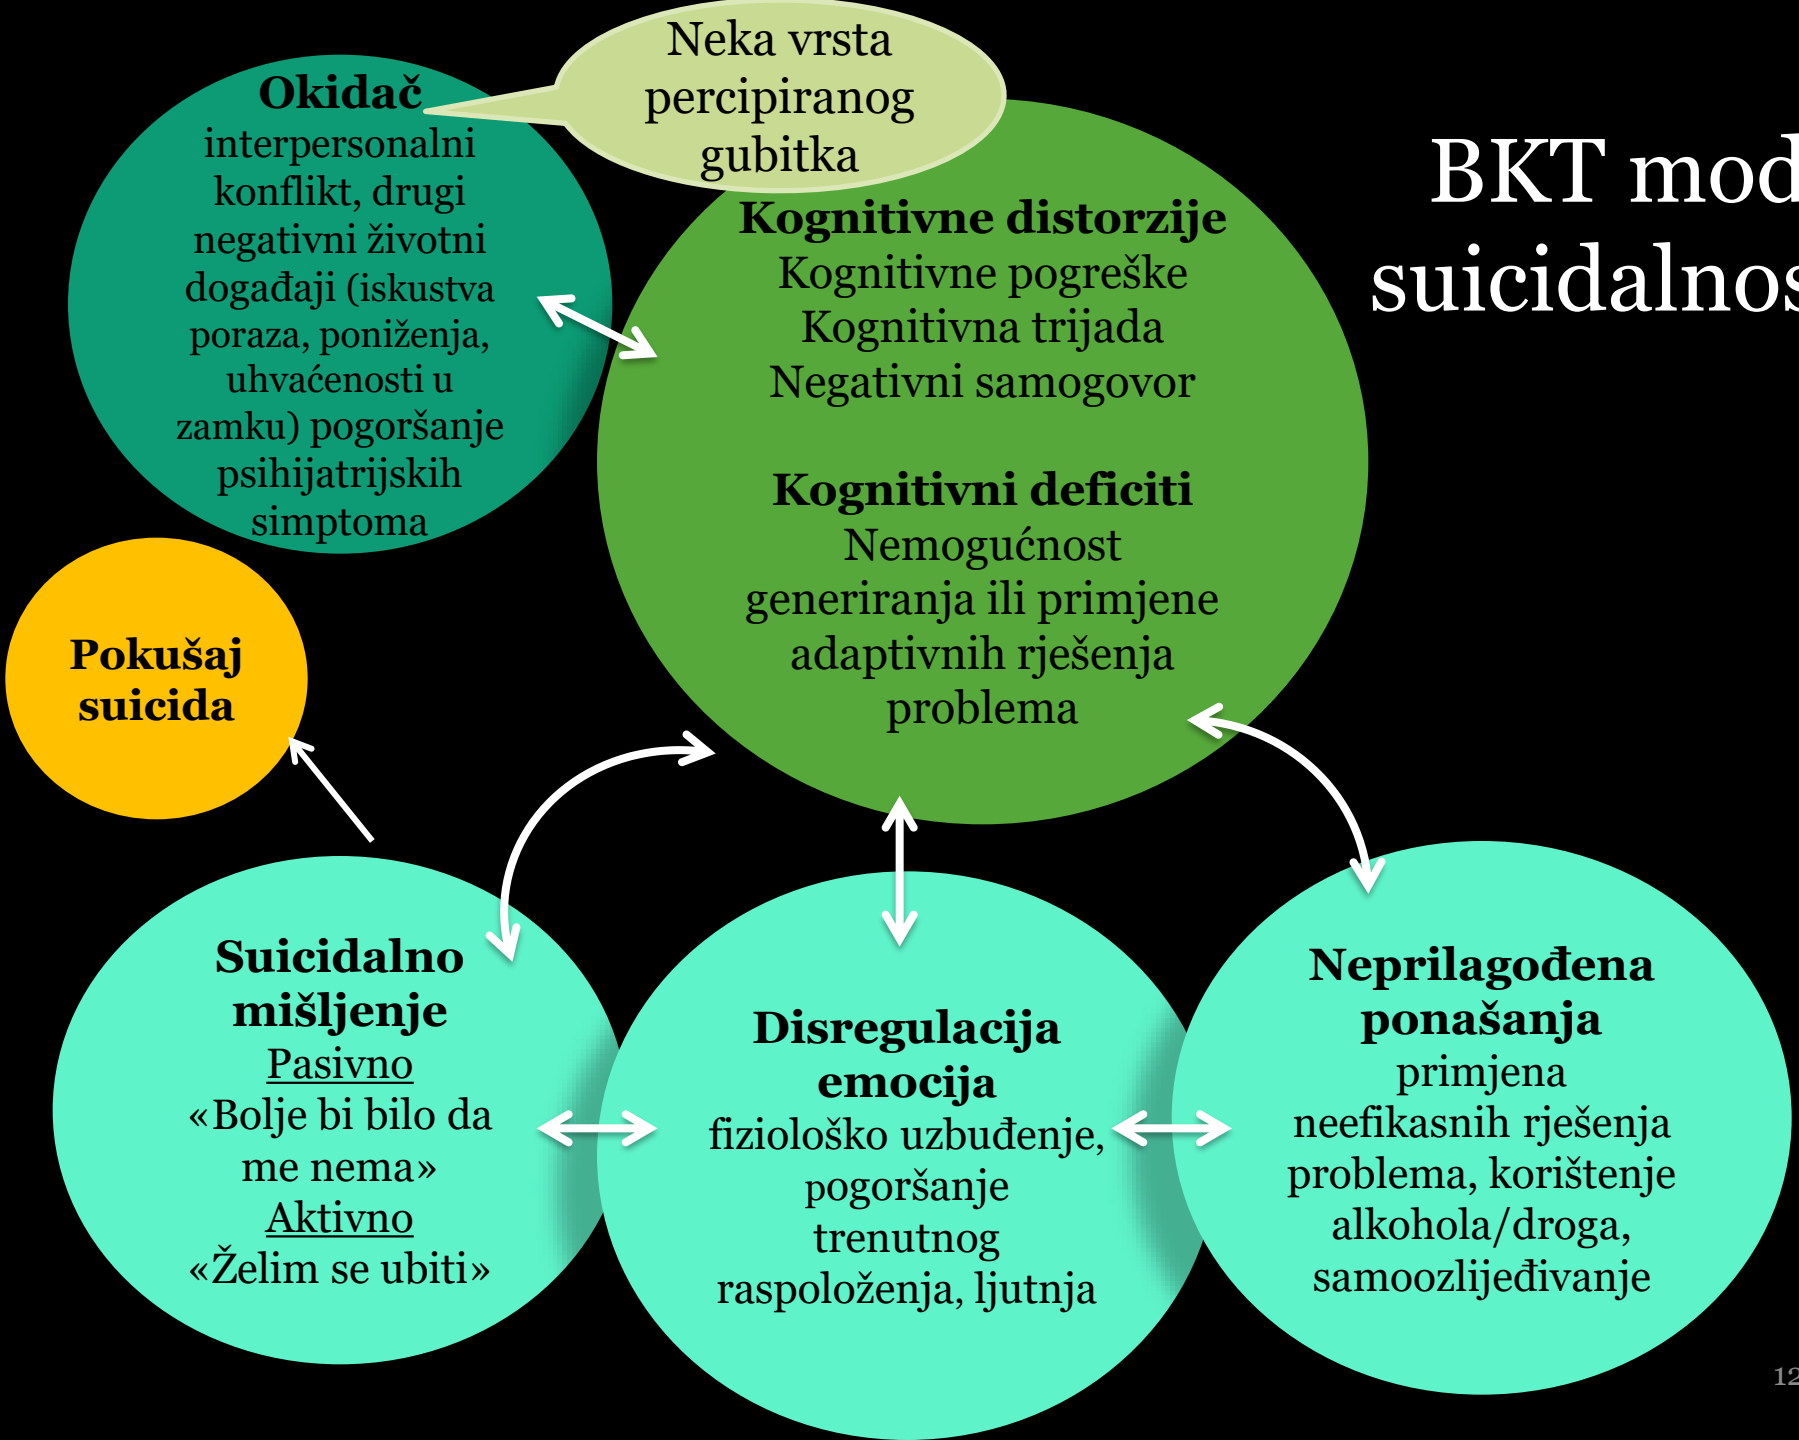 Neka vrsta
percipiranog
gubitka
Okidač
interpersonalni
konflikt, drugi
negativni životni
događaji (iskustva
poraza, poniženja,
uhvaćenosti u
zamku) pogoršanje
psihijatrijskih
simptoma
BKT mod
suicidalnos
Kognitivne distorzije
Kognitivne pogreške
Kognitivna trijada
Negativni samogovor
Kognitivni deficiti
Nemogućnost
generiranja ili primjene
adaptivnih rješenja
problema
Pokušaj
suicida
Suicidalno
mišljenje
Pasivno
«Bolje bi bilo da
me nema»
Aktivno
«Želim se ubiti»
Disregulacija
emocija
fiziološko uzbuđenje,
pogoršanje
trenutnog
raspoloženja, ljutnja
Neprilagođena
ponašanja
primjena
neefikasnih rješenja
problema, korištenje
alkohola/droga,
samoozlijeđivanje
12